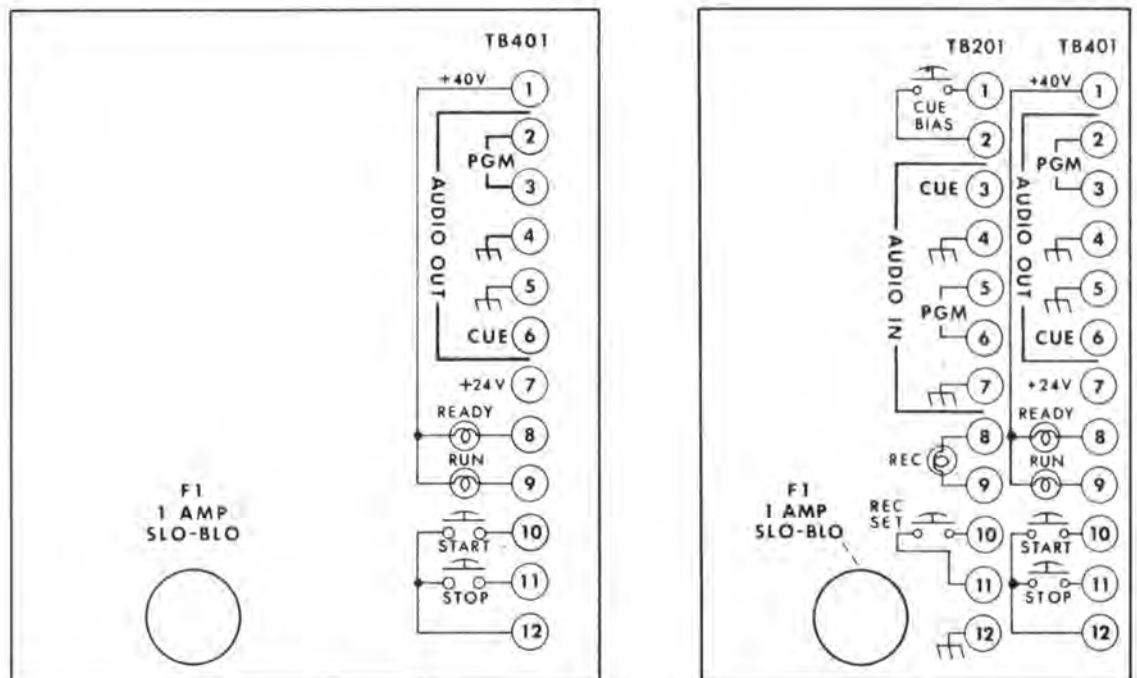 TB401
+40V
1
2
PGM
3
AUDIO OUT
4
5
CUE 6
+24V 7
READY
8
RUN
9
10
START
11
STOP
12
F1
1 AMP
SLO-BLO
TB201 TB401
1
CUE
BIAS
2
CUE 3
AUDIO IN
4
5
PGM
6
7
8
REC
9
REC
SET
10
11
12
+40V
1
2
PGM
3
AUDIO OUT
4
5
CUE 6
+24V 7
READY
8
RUN
9
10
START
11
STOP
12
F1
1 AMP
SLO-BLO